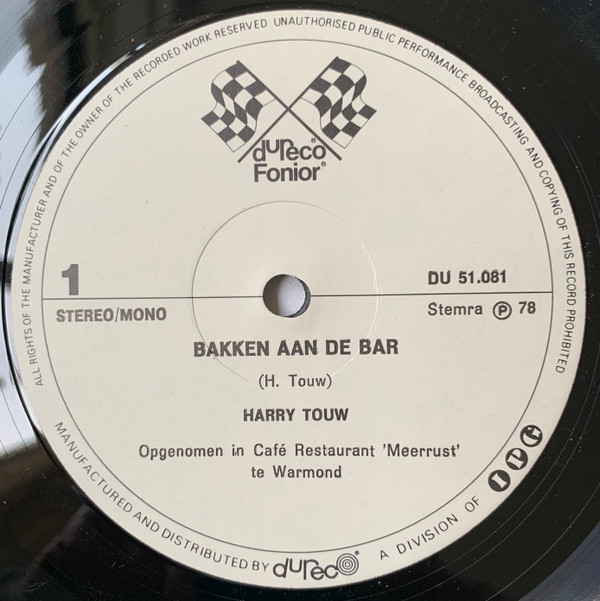 ALL RIGHTS OF THE MANUFACTURER AND OF THE OWNER OF THE RECORDED WORK RESERVED UNAUTHORISED PUBLIC PERFORMANCE BROADCASTING AND COPYING OF THIS RECORD PROHIBITED
dureco
Fonior
1
DU 51.081
STEREO/MONO
Stemra Ⓟ 78
BAKKEN AAN DE BAR
(H. Touw)
HARRY TOUW
Opgenomen in Café Restaurant 'Meerrust'
te Warmond
MANUFACTURED AND DISTRIBUTED BY dureco A DIVISION OF